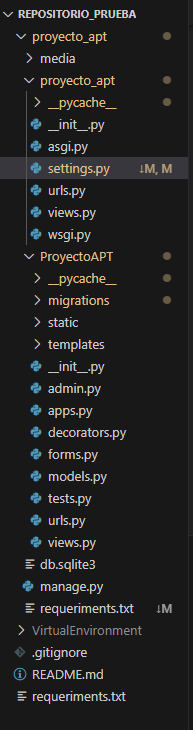 REPOSITORIO_PRUEBA
proyecto_apt
media
proyecto_apt
__pycache__
__init__.py
asgi.py
settings.py ↓M, M
urls.py
views.py
wsgi.py
ProyectoAPT
__pycache__
migrations
static
templates
__init__.py
admin.py
apps.py
decorators.py
forms.py
models.py
tests.py
urls.py
views.py
db.sqlite3
manage.py
requeriments.txt ↓M
VirtualEnvironment
.gitignore
README.md
requeriments.txt